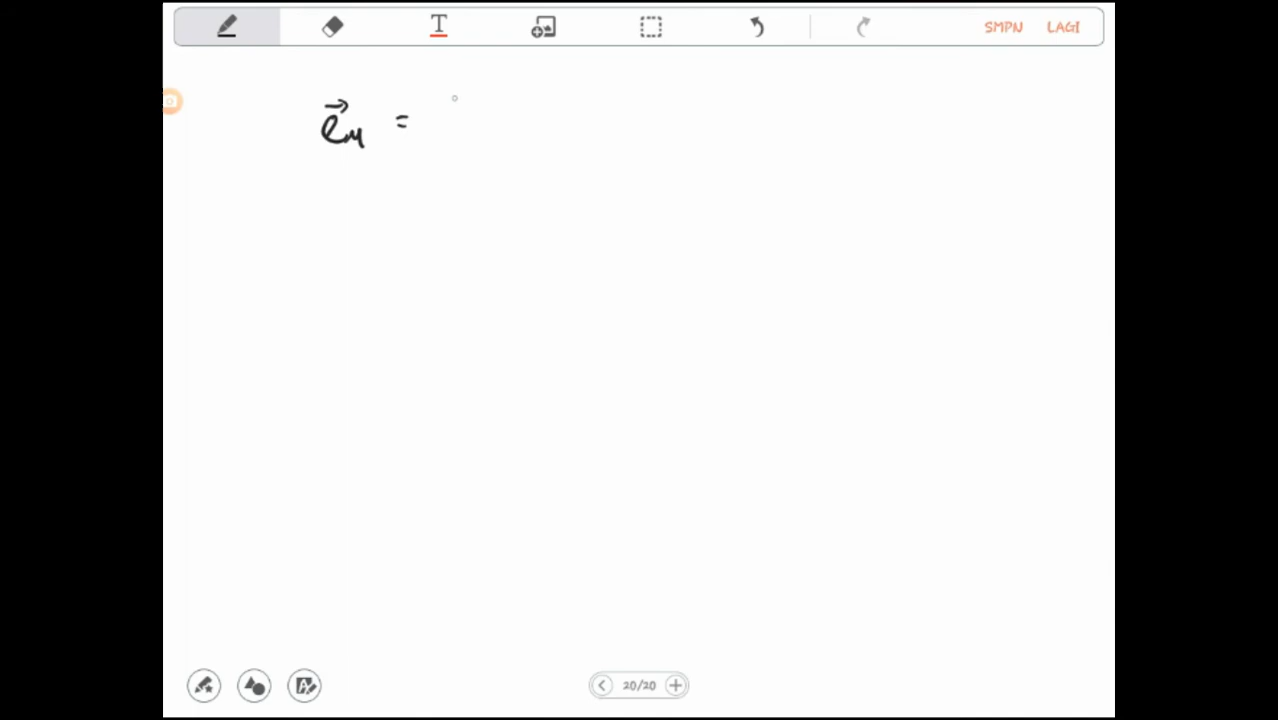 T SMPN LAGI
e⃗ᵤ =
20/20